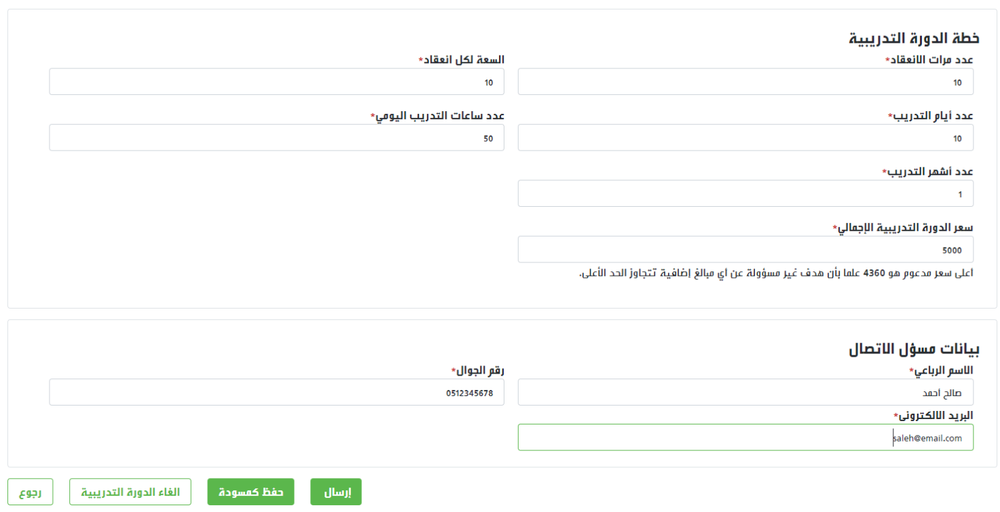 خطة الدورة التدريبية
عدد مرات الانعقاد*
السعة لكل انعقاد*
10
10
عدد أيام التدريب*
عدد ساعات التدريب اليومي*
10
50
عدد أشهر التدريب*
1
سعر الدورة التدريبية الإجمالي*
5000
أعلى سعر مدعوم هو 4360 علما بأن هدف غير مسؤولة عن أي مبالغ إضافية تتجاوز الحد الأعلى.
بيانات مسؤل الاتصال
الاسم الرباعي*
رقم الجوال*
صالح أحمد
0512345678
البريد الالكتروني*
saleh@email.com
إرسال
حفظ كمسودة
الغاء الدورة التدريبية
رجوع